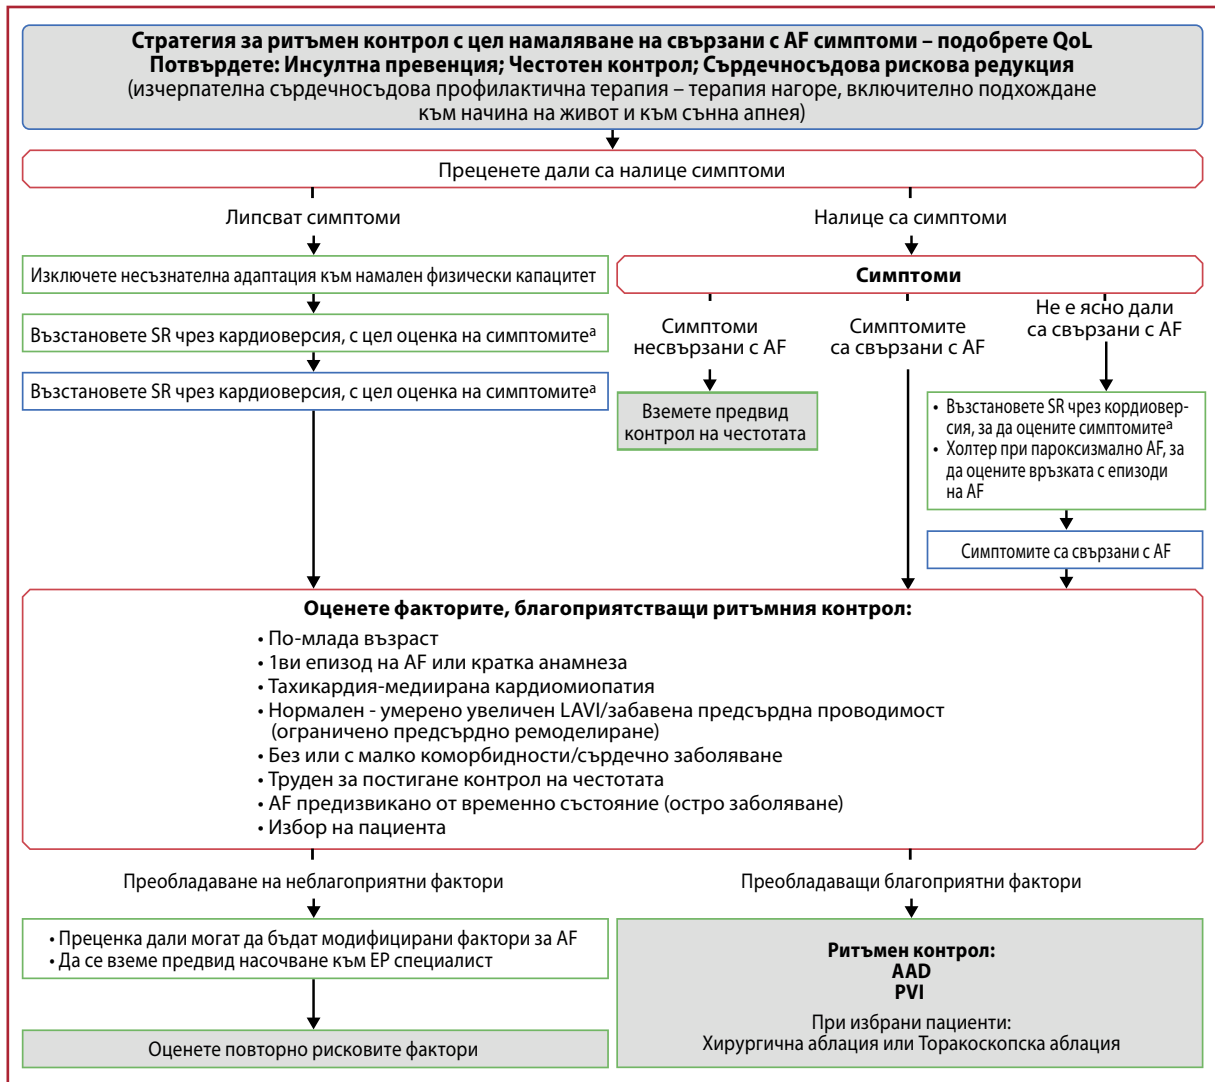 Стратегия за ритъмен контрол с цел намаляване на свързани с AF симптоми – подобрете QoL
Потвърдете: Инсултна превенция; Честотен контрол; Сърдечносъдова рискова редукция
(изчерпателна сърдечносъдова профилактична терапия – терапия нагоре, включително подхождане
към начина на живот и към сънна апнея)
Преценете дали са налице симптоми
Липсват симптоми
Налице са симптоми
Изключете несъзнателна адаптация към намален физически капацитет
Възстановете SR чрез кардиоверсия, с цел оценка на симптомитеᵃ
Възстановете SR чрез кардиоверсия, с цел оценка на симптомитеᵃ
Симптоми
Симптоми
несвързани с AF
Вземете предвид
контрол на честотата
Симптомите
са свързани с AF
Не е ясно дали
са свързани с AF
• Възстановете SR чрез кордиовер-
сия, за да оцените симптомитеᵃ
• Холтер при пароксизмално AF, за
да оцените връзката с епизоди
на AF
Симптомите са свързани с AF
Оценете факторите, благоприятстващи ритъмния контрол:
• По-млада възраст
• 1ви епизод на AF или кратка анамнеза
• Тахикардия-медиирана кардиомиопатия
• Нормален - умерено увеличен LAVI/забавена предсърдна проводимост
(ограничено предсърдно ремоделиране)
• Без или с малко коморбидности/сърдечно заболяване
• Труден за постигане контрол на честотата
• AF предизвикано от временно състояние (остро заболяване)
• Избор на пациента
Преобладаване на неблагоприятни фактори
• Преценка дали могат да бъдат модифицирани фактори за AF
• Да се вземе предвид насочване към EP специалист
Оценете повторно рисковите фактори
Преобладаващи благоприятни фактори
Ритъмен контрол:
AAD
PVI
При избрани пациенти:
Хирургична аблация или Торакоскопска аблация